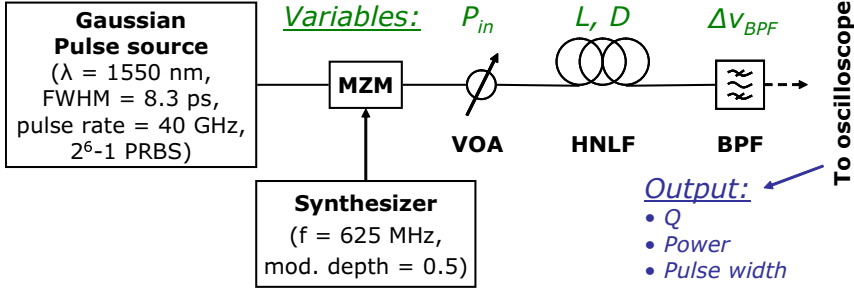 Gaussian
Pulse source
(λ = 1550 nm,
FWHM = 8.3 ps,
pulse rate = 40 GHz,
2⁶-1 PRBS)
Variables:
P_in
L, D
Δv_BPF
MZM
VOA
HNLF
BPF
To oscilloscope
Synthesizer
(f = 625 MHz,
mod. depth = 0.5)
Output:
• Q
• Power
• Pulse width